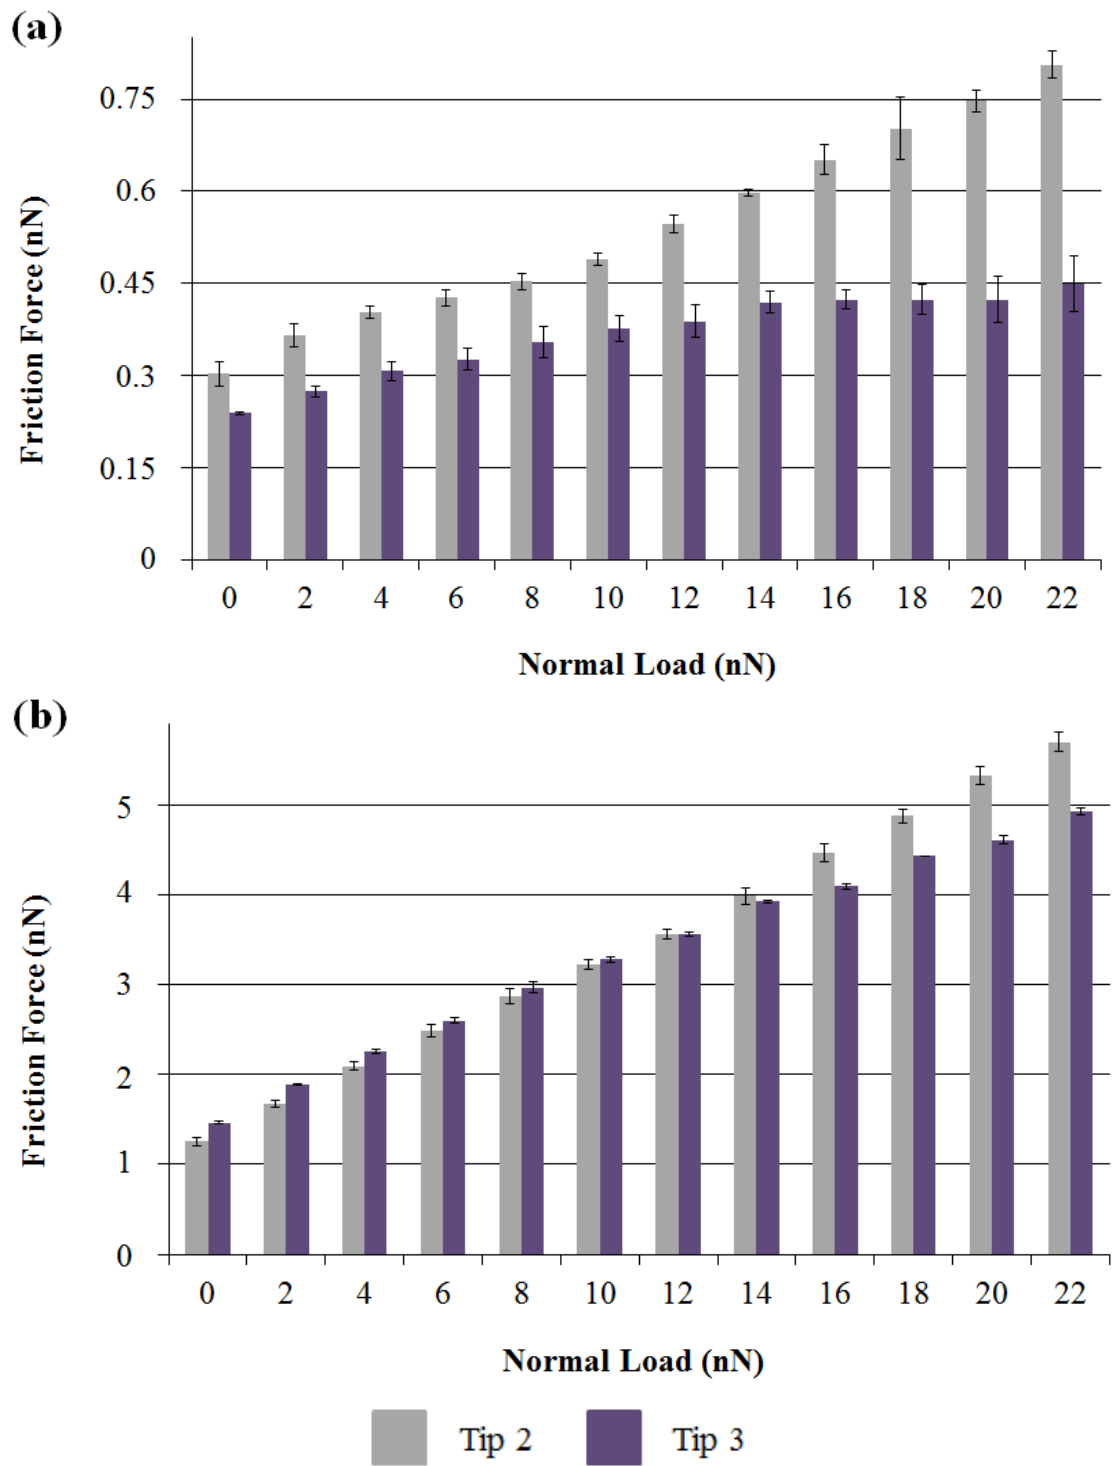 (a)
0.75
0.6
0.45
0.3
0.15
0
Friction Force (nN)
0 2 4 6 8 10 12 14 16 18 20 22
Normal Load (nN)
(b)
5
4
3
2
1
0
Friction Force (nN)
0 2 4 6 8 10 12 14 16 18 20 22
Normal Load (nN)
Tip 2 Tip 3